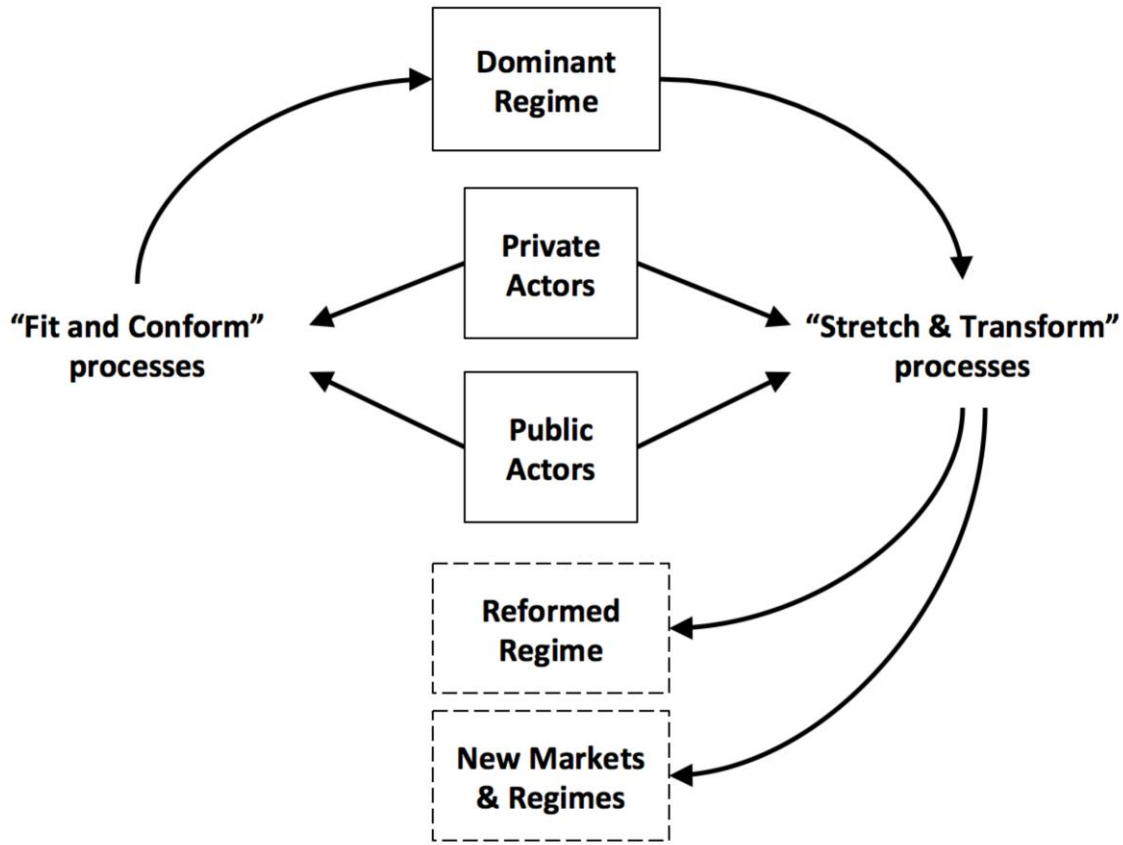 Dominant
Regime
Private
Actors
“Fit and Conform”
processes
“Stretch & Transform”
processes
Public
Actors
Reformed
Regime
New Markets
& Regimes